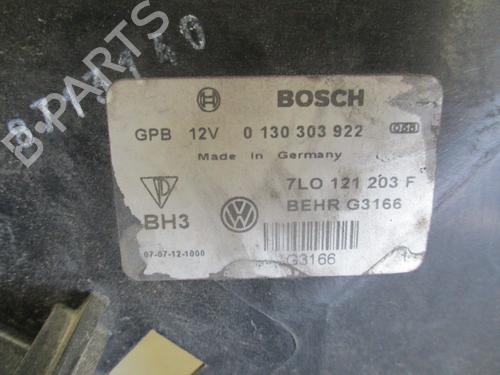 BOSCH
GPB 12V 0 130 303 922
Made in Germany
7L0 121 203 F
BH3
BEHR G3166
07-07-12-1000
G3166